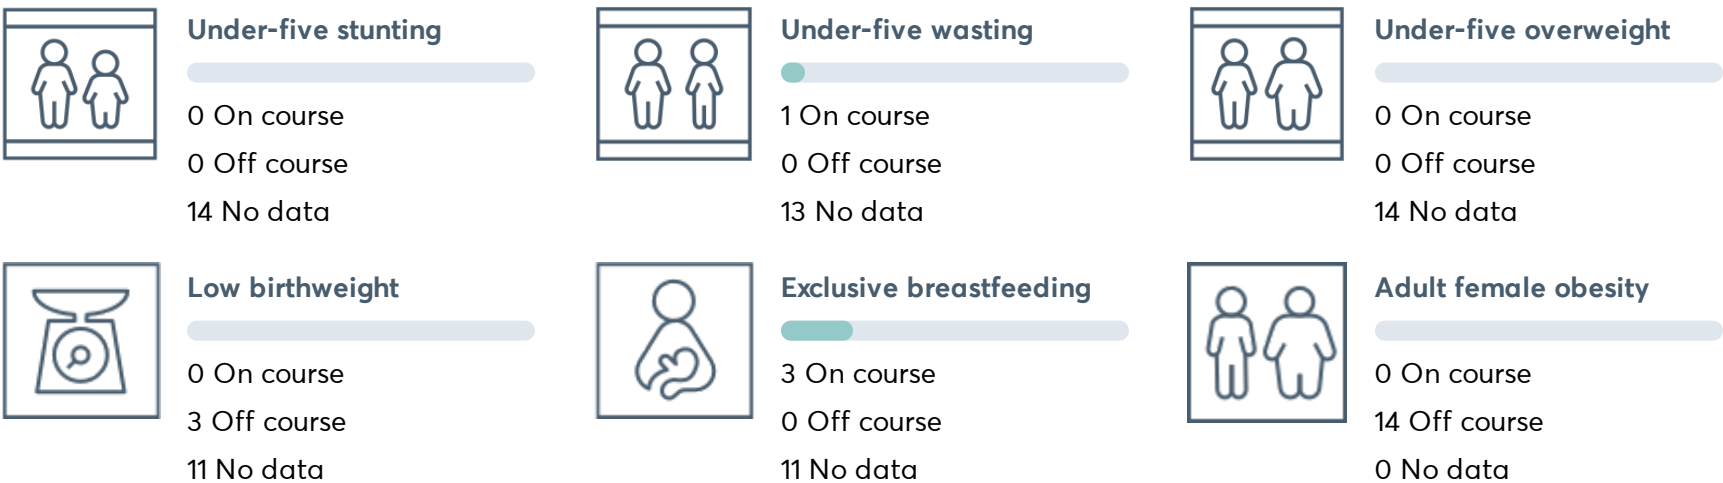 Under-five stunting
0 On course
0 Off course
14 No data
Under-five wasting
1 On course
0 Off course
13 No data
Under-five overweight
0 On course
0 Off course
14 No data
Low birthweight
0 On course
3 Off course
11 No data
Exclusive breastfeeding
3 On course
0 Off course
11 No data
Adult female obesity
0 On course
14 Off course
0 No data